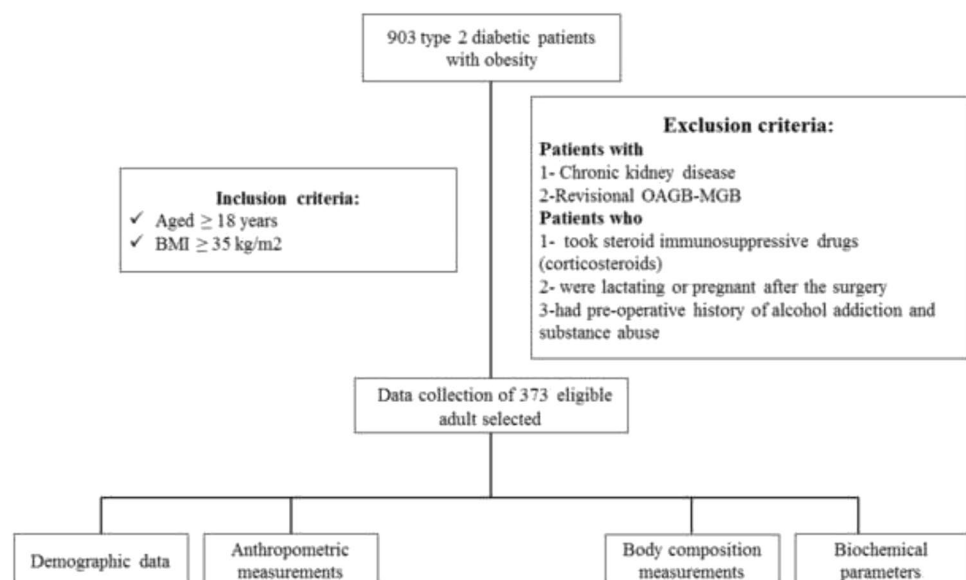 903 type 2 diabetic patients
with obesity
Exclusion criteria:
Patients with
1- Chronic kidney disease
2-Revisional OAGB-MGB
Patients who
1- took steroid immunosuppressive drugs
(corticosteroids)
2- were lactating or pregnant after the surgery
3-had pre-operative history of alcohol addiction and
substance abuse
Inclusion criteria:
✓ Aged ≥ 18 years
✓ BMI ≥ 35 kg/m2
Data collection of 373 eligible
adult selected
Demographic data
Anthropometric
measurements
Body composition
measurements
Biochemical
parameters